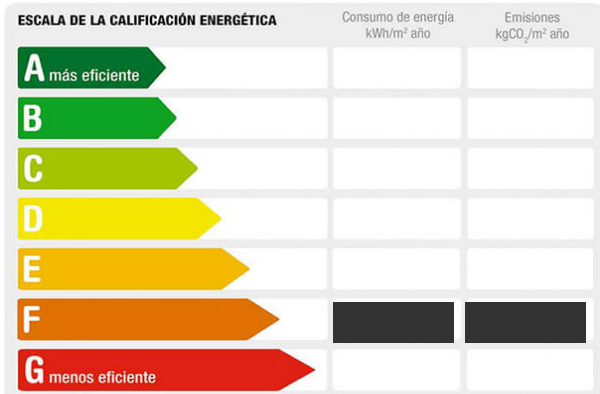 ESCALA DE LA CALIFICACIÓN ENERGÉTICA
Consumo de energía
kWh/m² año
Emisiones
kgCO₂/m² año
A más eficiente
B
C
D
E
F
G menos eficiente